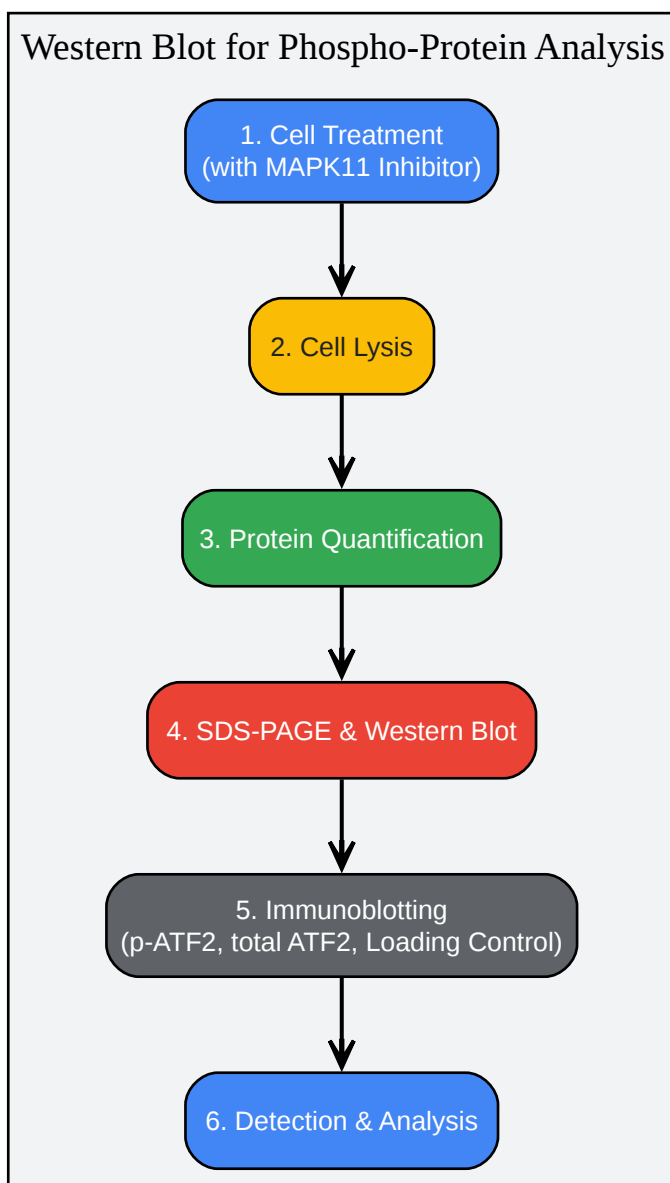 Western Blot for Phospho-Protein Analysis
1. Cell Treatment
(with MAPK11 Inhibitor)
2. Cell Lysis
3. Protein Quantification
4. SDS-PAGE & Western Blot
5. Immunoblotting
(p-ATF2, total ATF2, Loading Control)
6. Detection & Analysis